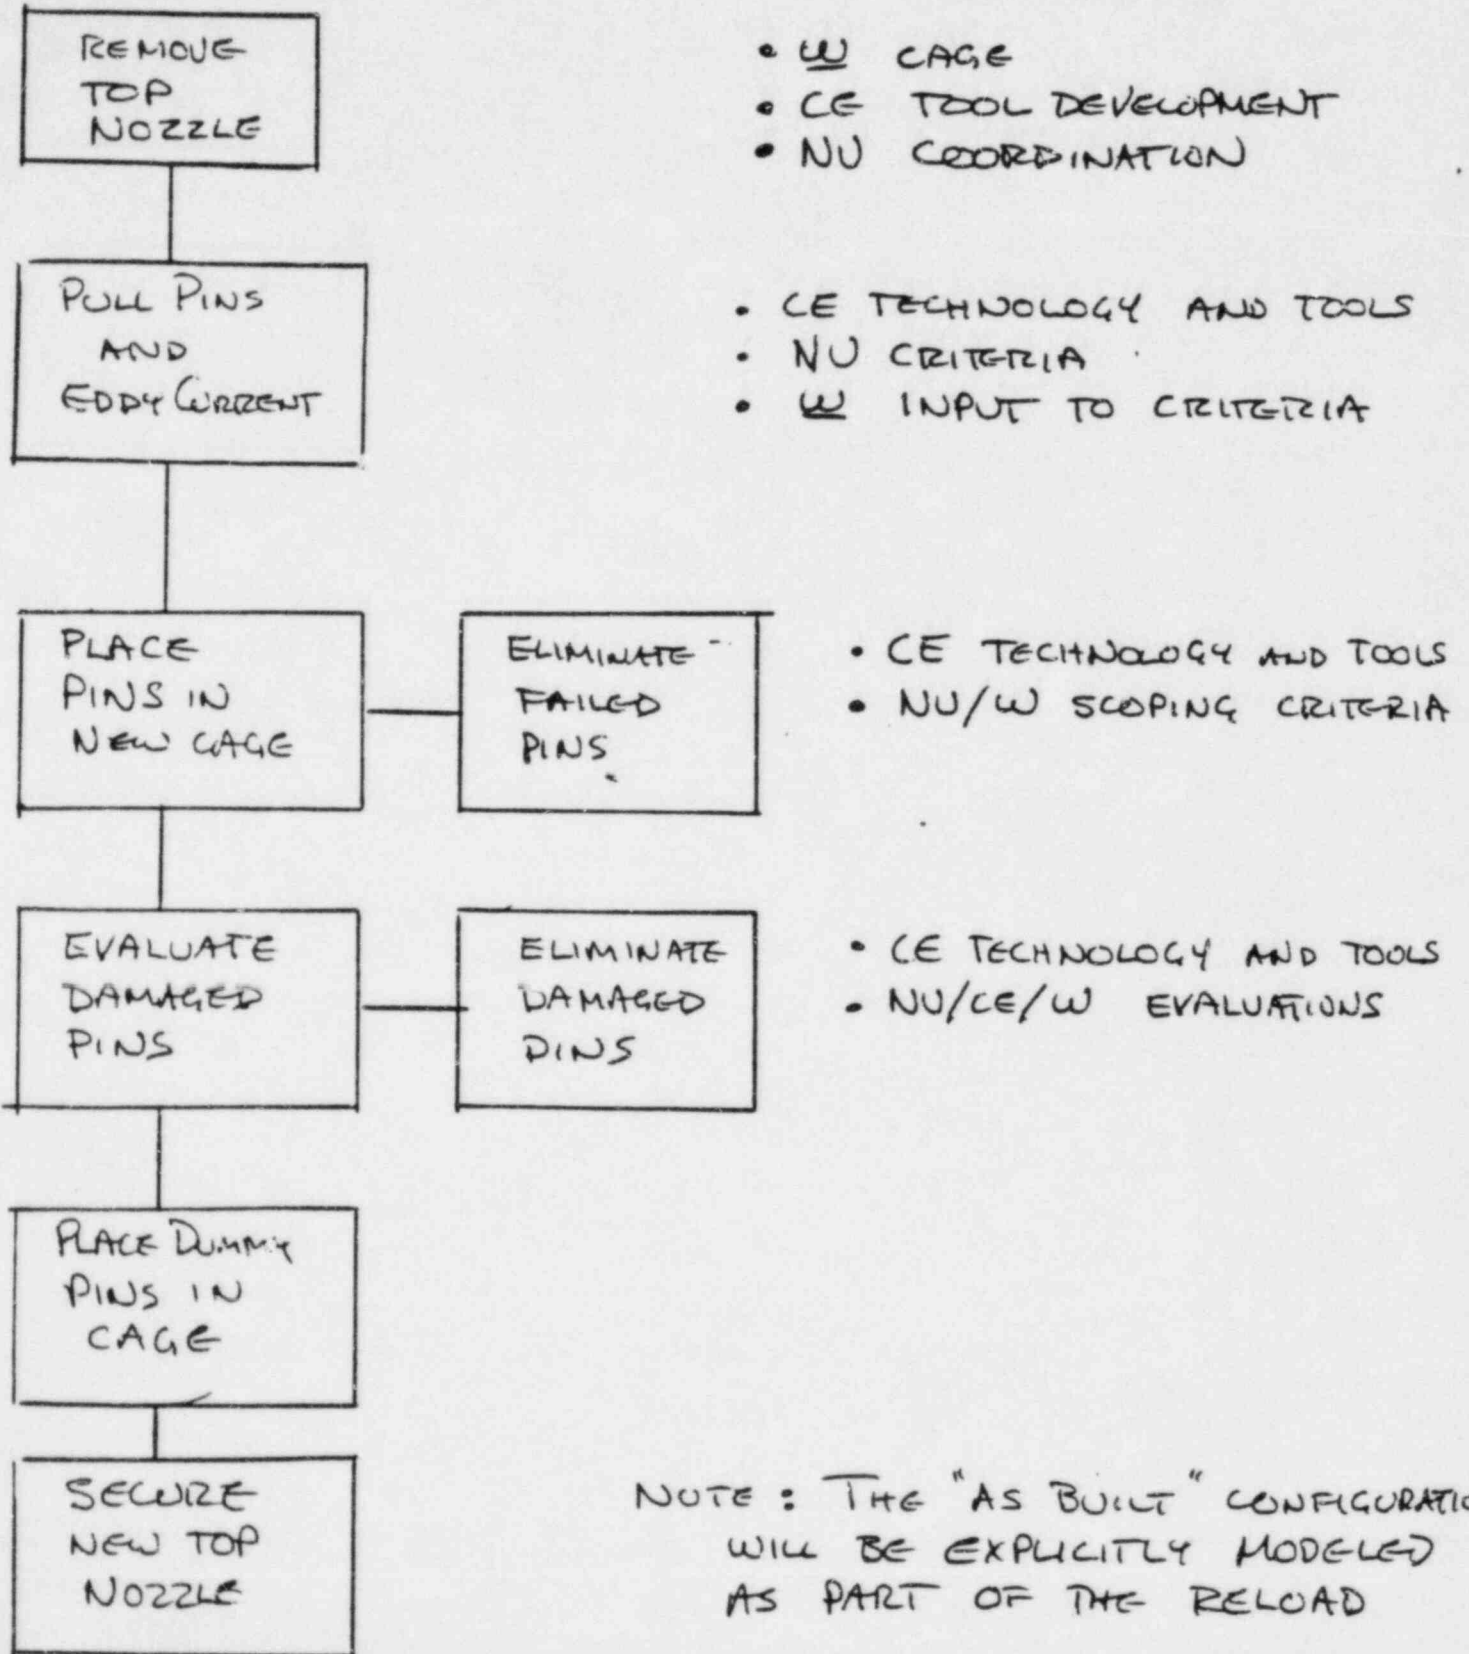 REMOVE
TOP
NOZZLE
• W CAGE
• CE TOOL DEVELOPMENT
• NU COORDINATION
PULL PINS
AND
EDDY CURRENT
• CE TECHNOLOGY AND TOOLS
• NU CRITERIA
• W INPUT TO CRITERIA
PLACE
PINS IN
NEW CAGE
ELIMINATE
FAILED
PINS
• CE TECHNOLOGY AND TOOLS
• NU/W SCOPING CRITERIA
EVALUATE
DAMAGED
PINS
ELIMINATE
DAMAGED
PINS
• CE TECHNOLOGY AND TOOLS
• NU/CE/W EVALUATIONS
PLACE DUMMY
PINS IN
CAGE
SECURE
NEW TOP
NOZZLE
NOTE: THE "AS BUILT" CONFIGURATIO
WILL BE EXPLICITLY MODELED
AS PART OF THE RELOAD